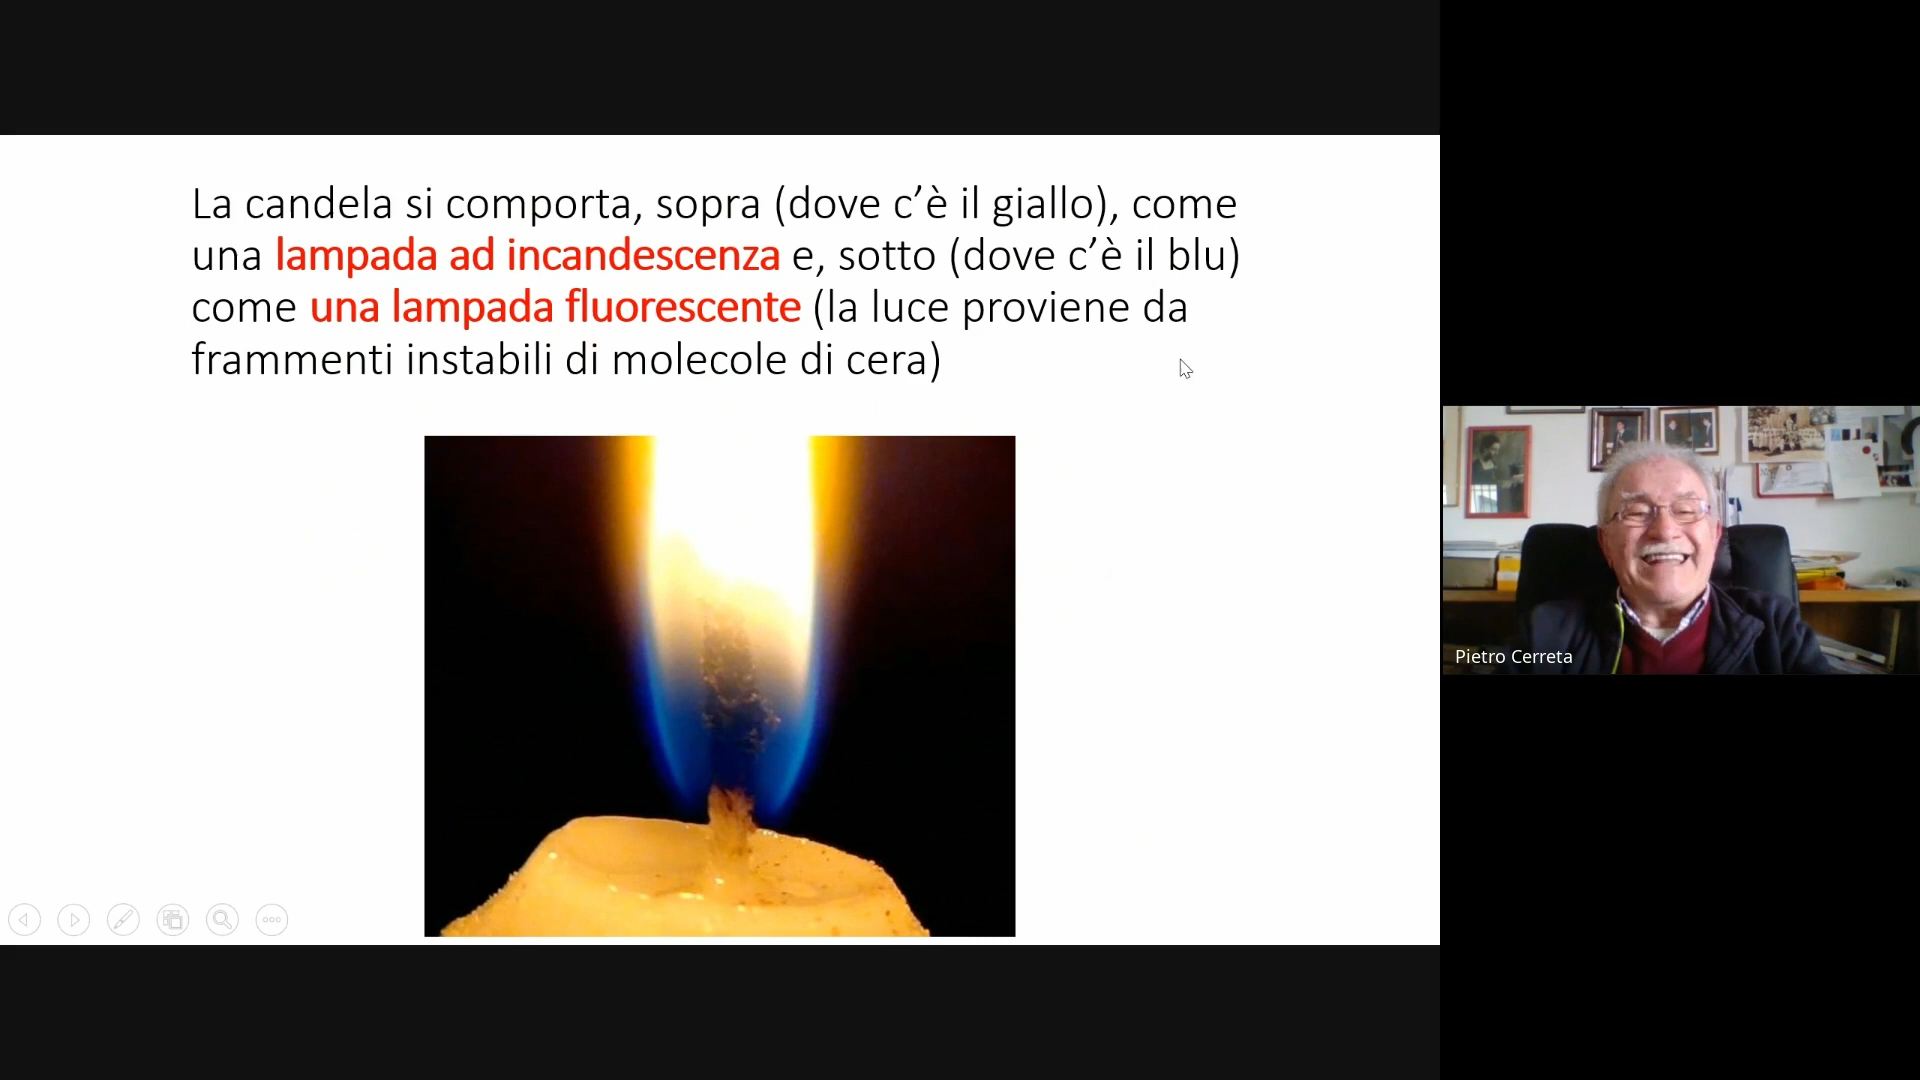 La candela si comporta, sopra (dove c’è il giallo), come
una lampada ad incandescenza e, sotto (dove c’è il blu)
come una lampada fluorescente (la luce proviene da
frammenti instabili di molecole di cera)
Pietro Cerreta